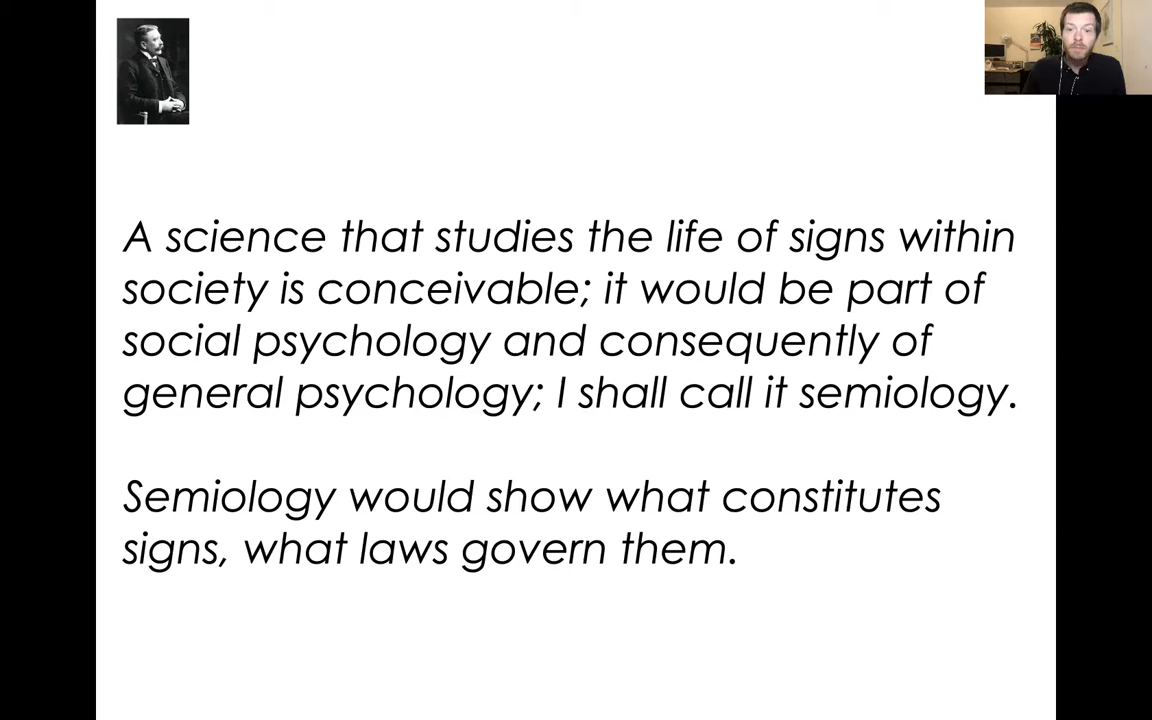 A science that studies the life of signs within
society is conceivable; it would be part of
social psychology and consequently of
general psychology; I shall call it semiology.
Semiology would show what constitutes
signs, what laws govern them.